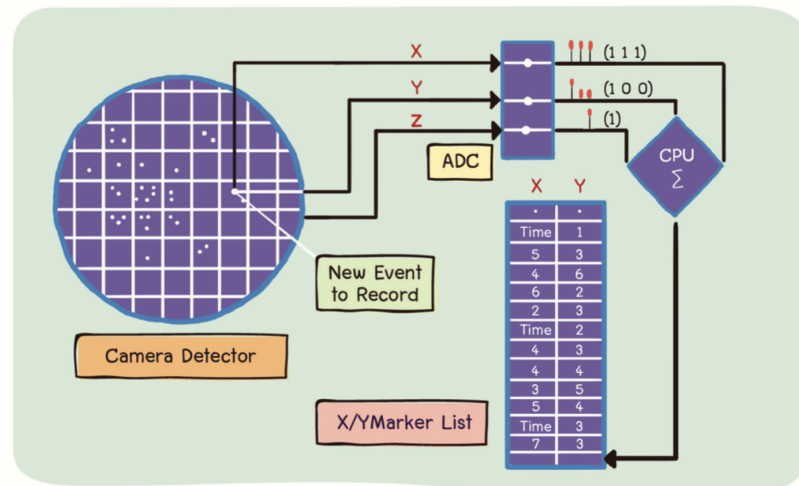 X
(1 1 1)
Y
(1 0 0)
Z
(1)
ADC
CPU
Σ
X Y
Time 1
5 3
4 6
6 2
2 3
Time 2
4 3
4 4
3 5
5 4
Time 3
7 3
New Event
to Record
Camera Detector
X/YMarker List